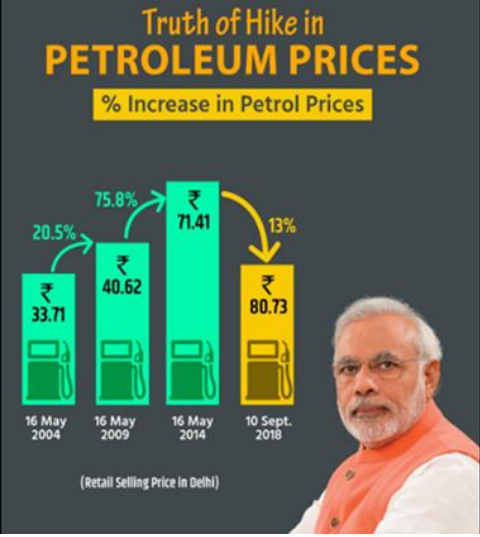 Truth of Hike in
PETROLEUM PRICES
% Increase in Petrol Prices
75.8%
20.5%
13%
₹
71.41
₹
40.62
₹
80.73
₹
33.71
16 May
2004
16 May
2009
16 May
2014
10 Sept.
2018
(Retail Selling Price in Delhi)